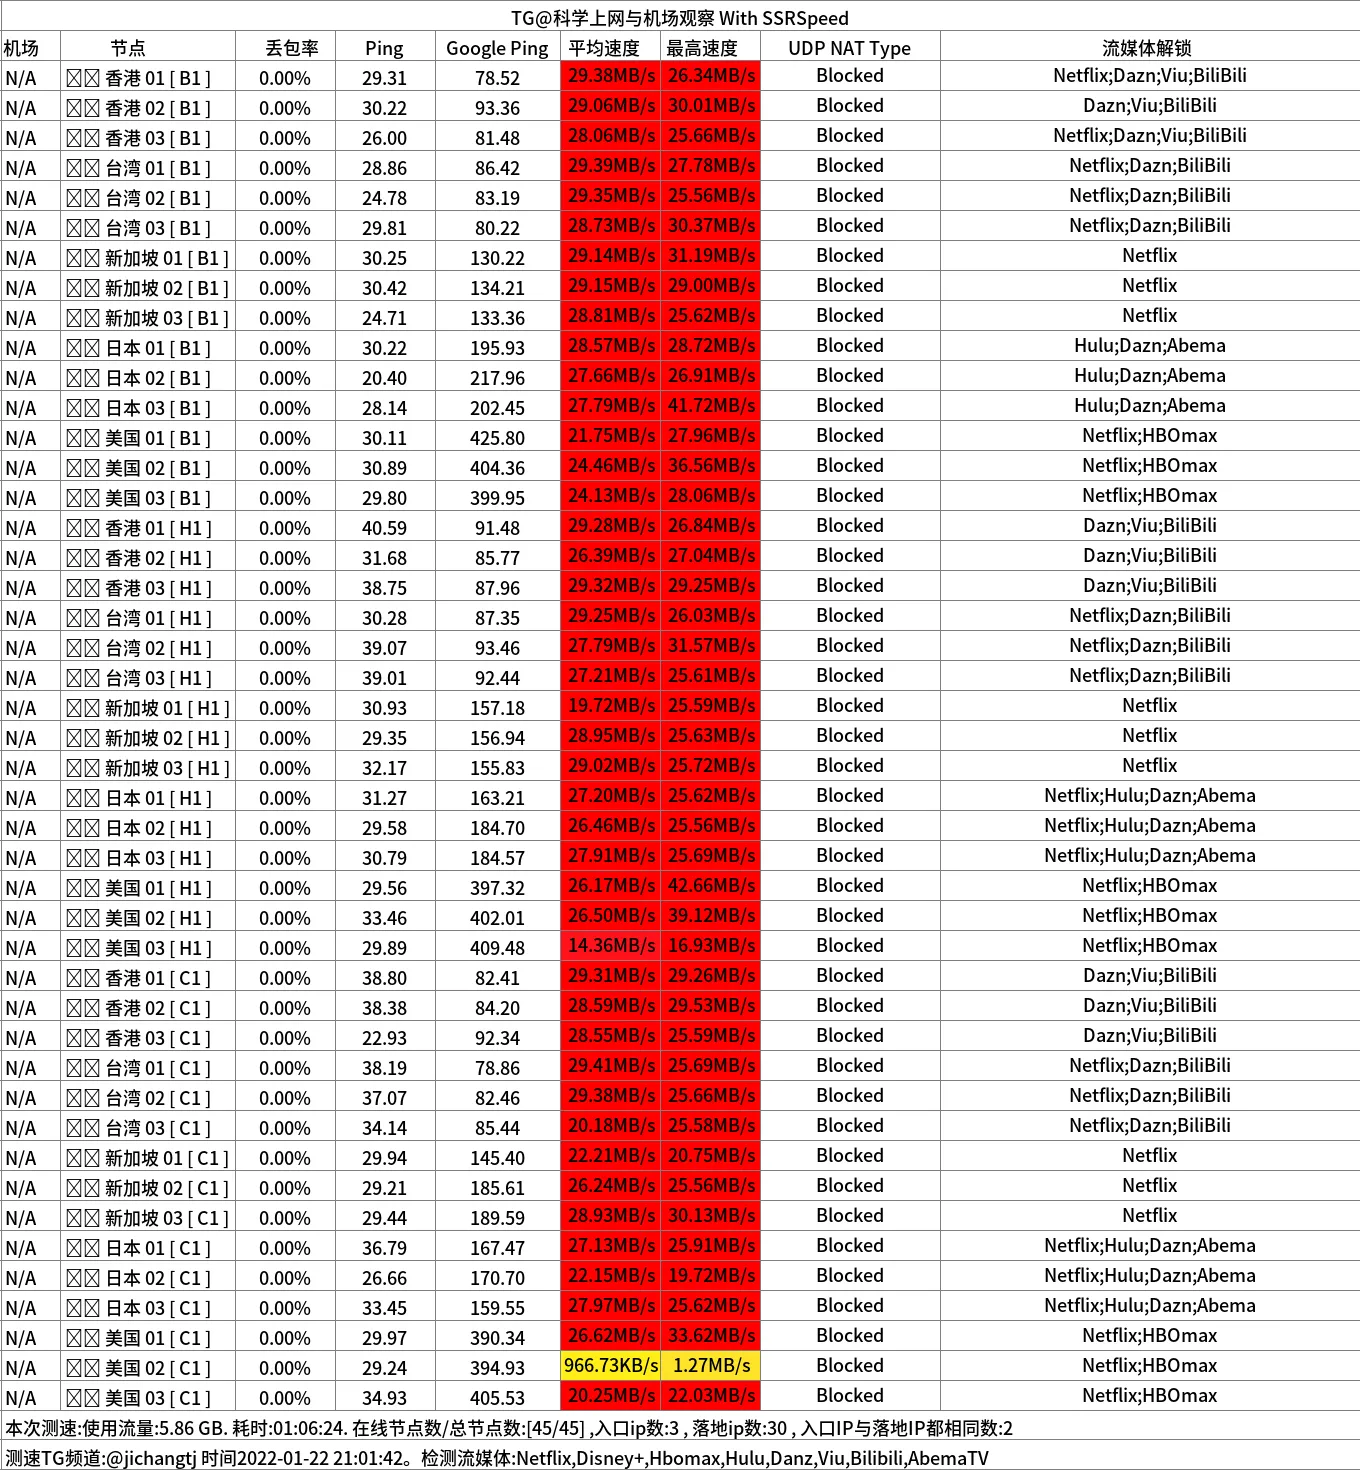 TG@科学上网与机场观察 With SSRSpeed
机场 节点 丢包率 Ping Google Ping 平均速度 最高速度 UDP NAT Type 流媒体解锁
N/A 香港 01 [ B1 ] 0.00% 29.31 78.52 29.38MB/s 26.34MB/s Blocked Netflix;Dazn;Viu;BiliBili
N/A 香港 02 [ B1 ] 0.00% 30.22 93.36 29.06MB/s 30.01MB/s Blocked Dazn;Viu;BiliBili
N/A 香港 03 [ B1 ] 0.00% 26.00 81.48 28.06MB/s 25.66MB/s Blocked Netflix;Dazn;Viu;BiliBili
N/A 台湾 01 [ B1 ] 0.00% 28.86 86.42 29.39MB/s 27.78MB/s Blocked Netflix;Dazn;BiliBili
N/A 台湾 02 [ B1 ] 0.00% 24.78 83.19 29.35MB/s 25.56MB/s Blocked Netflix;Dazn;BiliBili
N/A 台湾 03 [ B1 ] 0.00% 29.81 80.22 28.73MB/s 30.37MB/s Blocked Netflix;Dazn;BiliBili
N/A 新加坡 01 [ B1 ] 0.00% 30.25 130.22 29.14MB/s 31.19MB/s Blocked Netflix
N/A 新加坡 02 [ B1 ] 0.00% 30.42 134.21 29.15MB/s 29.00MB/s Blocked Netflix
N/A 新加坡 03 [ B1 ] 0.00% 24.71 133.36 28.81MB/s 25.62MB/s Blocked Netflix
N/A 日本 01 [ B1 ] 0.00% 30.22 195.93 28.57MB/s 28.72MB/s Blocked Hulu;Dazn;Abema
N/A 日本 02 [ B1 ] 0.00% 20.40 217.96 27.66MB/s 26.91MB/s Blocked Hulu;Dazn;Abema
N/A 日本 03 [ B1 ] 0.00% 28.14 202.45 27.79MB/s 41.72MB/s Blocked Hulu;Dazn;Abema
N/A 美国 01 [ B1 ] 0.00% 30.11 425.80 21.75MB/s 27.96MB/s Blocked Netflix;HBOmax
N/A 美国 02 [ B1 ] 0.00% 30.89 404.36 24.46MB/s 36.56MB/s Blocked Netflix;HBOmax
N/A 美国 03 [ B1 ] 0.00% 29.80 399.95 24.13MB/s 28.06MB/s Blocked Netflix;HBOmax
N/A 香港 01 [ H1 ] 0.00% 40.59 91.48 29.28MB/s 26.84MB/s Blocked Dazn;Viu;BiliBili
N/A 香港 02 [ H1 ] 0.00% 31.68 85.77 26.39MB/s 27.04MB/s Blocked Dazn;Viu;BiliBili
N/A 香港 03 [ H1 ] 0.00% 38.75 87.96 29.32MB/s 29.25MB/s Blocked Dazn;Viu;BiliBili
N/A 台湾 01 [ H1 ] 0.00% 30.28 87.35 29.25MB/s 26.03MB/s Blocked Netflix;Dazn;BiliBili
N/A 台湾 02 [ H1 ] 0.00% 39.07 93.46 27.79MB/s 31.57MB/s Blocked Netflix;Dazn;BiliBili
N/A 台湾 03 [ H1 ] 0.00% 39.01 92.44 27.21MB/s 25.61MB/s Blocked Netflix;Dazn;BiliBili
N/A 新加坡 01 [ H1 ] 0.00% 30.93 157.18 19.72MB/s 25.59MB/s Blocked Netflix
N/A 新加坡 02 [ H1 ] 0.00% 29.35 156.94 28.95MB/s 25.63MB/s Blocked Netflix
N/A 新加坡 03 [ H1 ] 0.00% 32.17 155.83 29.02MB/s 25.72MB/s Blocked Netflix
N/A 日本 01 [ H1 ] 0.00% 31.27 163.21 27.20MB/s 25.62MB/s Blocked Netflix;Hulu;Dazn;Abema
N/A 日本 02 [ H1 ] 0.00% 29.58 184.70 26.46MB/s 25.56MB/s Blocked Netflix;Hulu;Dazn;Abema
N/A 日本 03 [ H1 ] 0.00% 30.79 184.57 27.91MB/s 25.69MB/s Blocked Netflix;Hulu;Dazn;Abema
N/A 美国 01 [ H1 ] 0.00% 29.56 397.32 26.17MB/s 42.66MB/s Blocked Netflix;HBOmax
N/A 美国 02 [ H1 ] 0.00% 33.46 402.01 26.50MB/s 39.12MB/s Blocked Netflix;HBOmax
N/A 美国 03 [ H1 ] 0.00% 29.89 409.48 14.36MB/s 16.93MB/s Blocked Netflix;HBOmax
N/A 香港 01 [ C1 ] 0.00% 38.80 82.41 29.31MB/s 29.26MB/s Blocked Dazn;Viu;BiliBili
N/A 香港 02 [ C1 ] 0.00% 38.38 84.20 28.59MB/s 29.53MB/s Blocked Dazn;Viu;BiliBili
N/A 香港 03 [ C1 ] 0.00% 22.93 92.34 28.55MB/s 25.59MB/s Blocked Dazn;Viu;BiliBili
N/A 台湾 01 [ C1 ] 0.00% 38.19 78.86 29.41MB/s 25.69MB/s Blocked Netflix;Dazn;BiliBili
N/A 台湾 02 [ C1 ] 0.00% 37.07 82.46 29.38MB/s 25.66MB/s Blocked Netflix;Dazn;BiliBili
N/A 台湾 03 [ C1 ] 0.00% 34.14 85.44 20.18MB/s 25.58MB/s Blocked Netflix;Dazn;BiliBili
N/A 新加坡 01 [ C1 ] 0.00% 29.94 145.40 22.21MB/s 20.75MB/s Blocked Netflix
N/A 新加坡 02 [ C1 ] 0.00% 29.21 185.61 26.24MB/s 25.56MB/s Blocked Netflix
N/A 新加坡 03 [ C1 ] 0.00% 29.44 189.59 28.93MB/s 30.13MB/s Blocked Netflix
N/A 日本 01 [ C1 ] 0.00% 36.79 167.47 27.13MB/s 25.91MB/s Blocked Netflix;Hulu;Dazn;Abema
N/A 日本 02 [ C1 ] 0.00% 26.66 170.70 22.15MB/s 19.72MB/s Blocked Netflix;Hulu;Dazn;Abema
N/A 日本 03 [ C1 ] 0.00% 33.45 159.55 27.97MB/s 25.62MB/s Blocked Netflix;Hulu;Dazn;Abema
N/A 美国 01 [ C1 ] 0.00% 29.97 390.34 26.62MB/s 33.62MB/s Blocked Netflix;HBOmax
N/A 美国 02 [ C1 ] 0.00% 29.24 394.93 966.73KB/s 1.27MB/s Blocked Netflix;HBOmax
N/A 美国 03 [ C1 ] 0.00% 34.93 405.53 20.25MB/s 22.03MB/s Blocked Netflix;HBOmax
本次测速:使用流量:5.86 GB. 耗时:01:06:24. 在线节点数/总节点数:[45/45] ,入口ip数:3 , 落地ip数:30 , 入口IP与落地IP都相同数:2
测速TG频道:@jichangtj 时间2022-01-22 21:01:42。检测流媒体:Netflix,Disney+,Hbomax,Hulu,Danz,Viu,Bilibili,AbemaTV